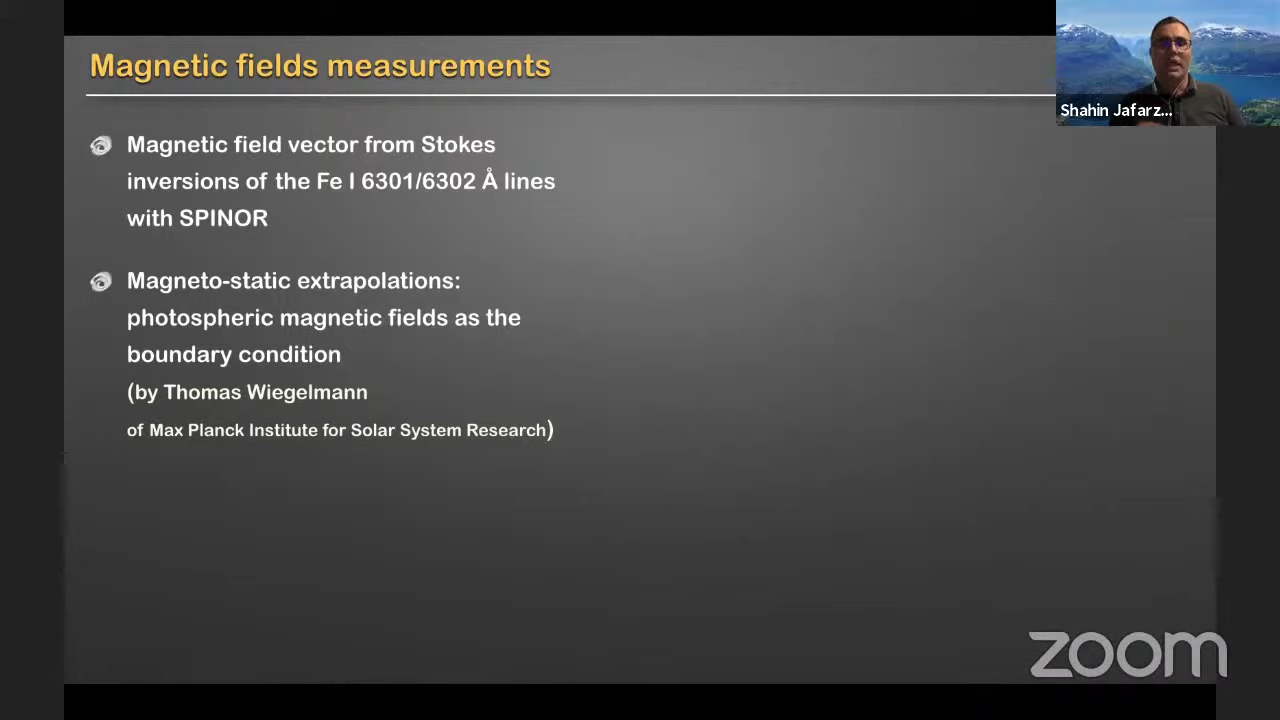 Magnetic fields measurements
Shahin Jafarz...
Magnetic field vector from Stokes
inversions of the Fe I 6301/6302 Å lines
with SPINOR
Magneto-static extrapolations:
photospheric magnetic fields as the
boundary condition
(by Thomas Wiegelmann
of Max Planck Institute for Solar System Research)
zoom